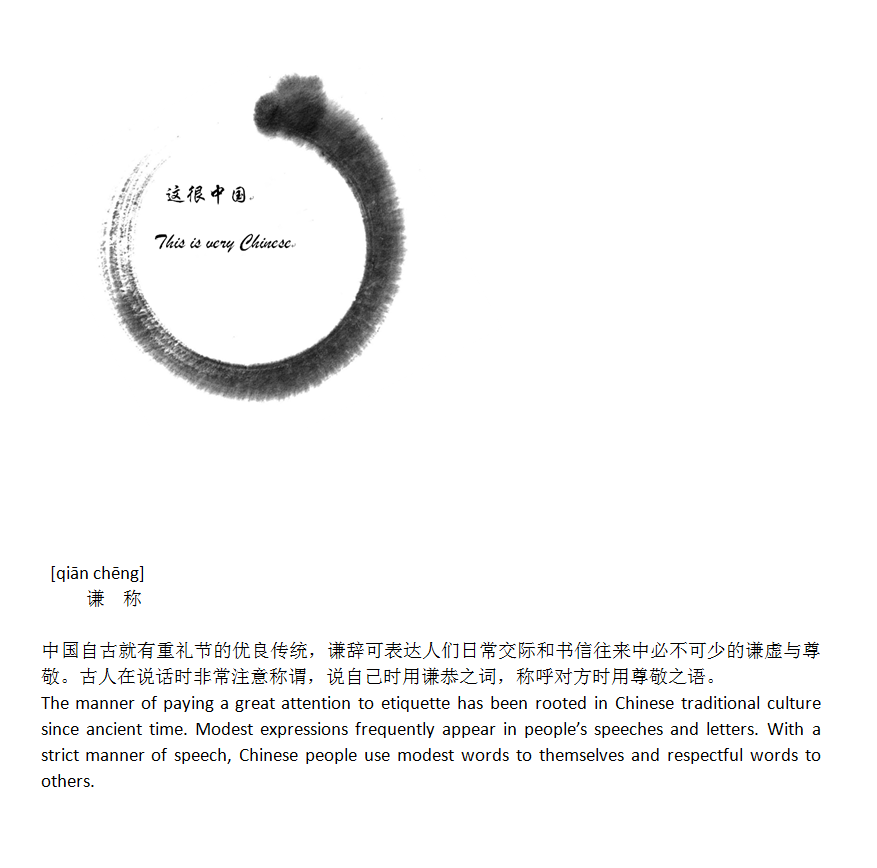 这很中国
This is very Chinese
[qiān chēng]
谦 称
中国自古就有重礼节的优良传统，谦辞可表达人们日常交际和书信往来中必不可少的谦虚与尊
敬。古人在说话时非常注意称谓，说自己时用谦恭之词，称呼对方时用尊敬之语。
The manner of paying a great attention to etiquette has been rooted in Chinese traditional culture
since ancient time. Modest expressions frequently appear in people’s speeches and letters. With a
strict manner of speech, Chinese people use modest words to themselves and respectful words to
others.